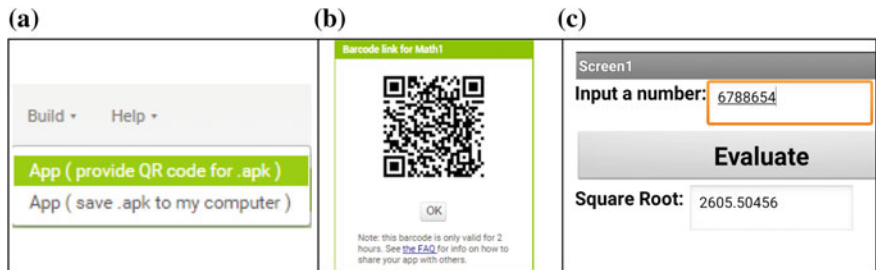 (a)
Build ▾ Help ▾
App ( provide QR code for .apk )
App ( save .apk to my computer )
(b)
Barcode link for Math1
OK
Note: this barcode is only valid for 2
hours. See the FAQ for info on how to
share your app with others.
(c)
Screen1
Input a number: 6788654
Evaluate
Square Root: 2605.50456